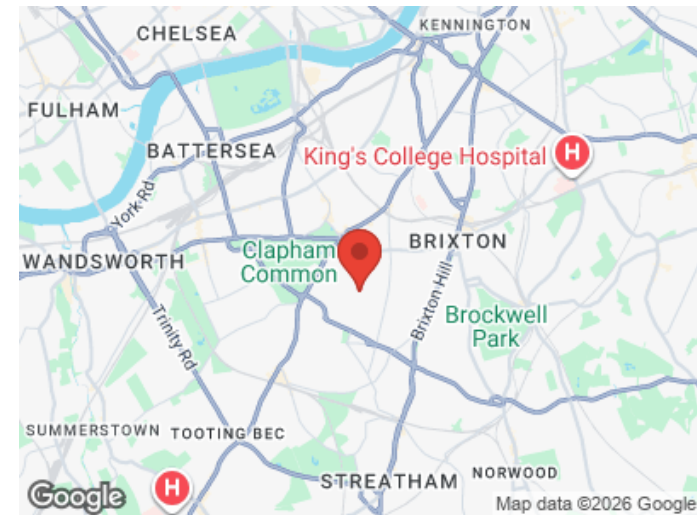 KENNINGTON
CHELSEA
FULHAM
BATTERSEA
King's College Hospital
H
York Rd
WANDSWORTH
Clapham
Common
BRIXTON
Brixton Hill
Brockwell
Park
Trinity Rd
SUMMERSTOWN
TOOTING BEC
STREATHAM
NORWOOD
H
Google
Map data ©2026 Google